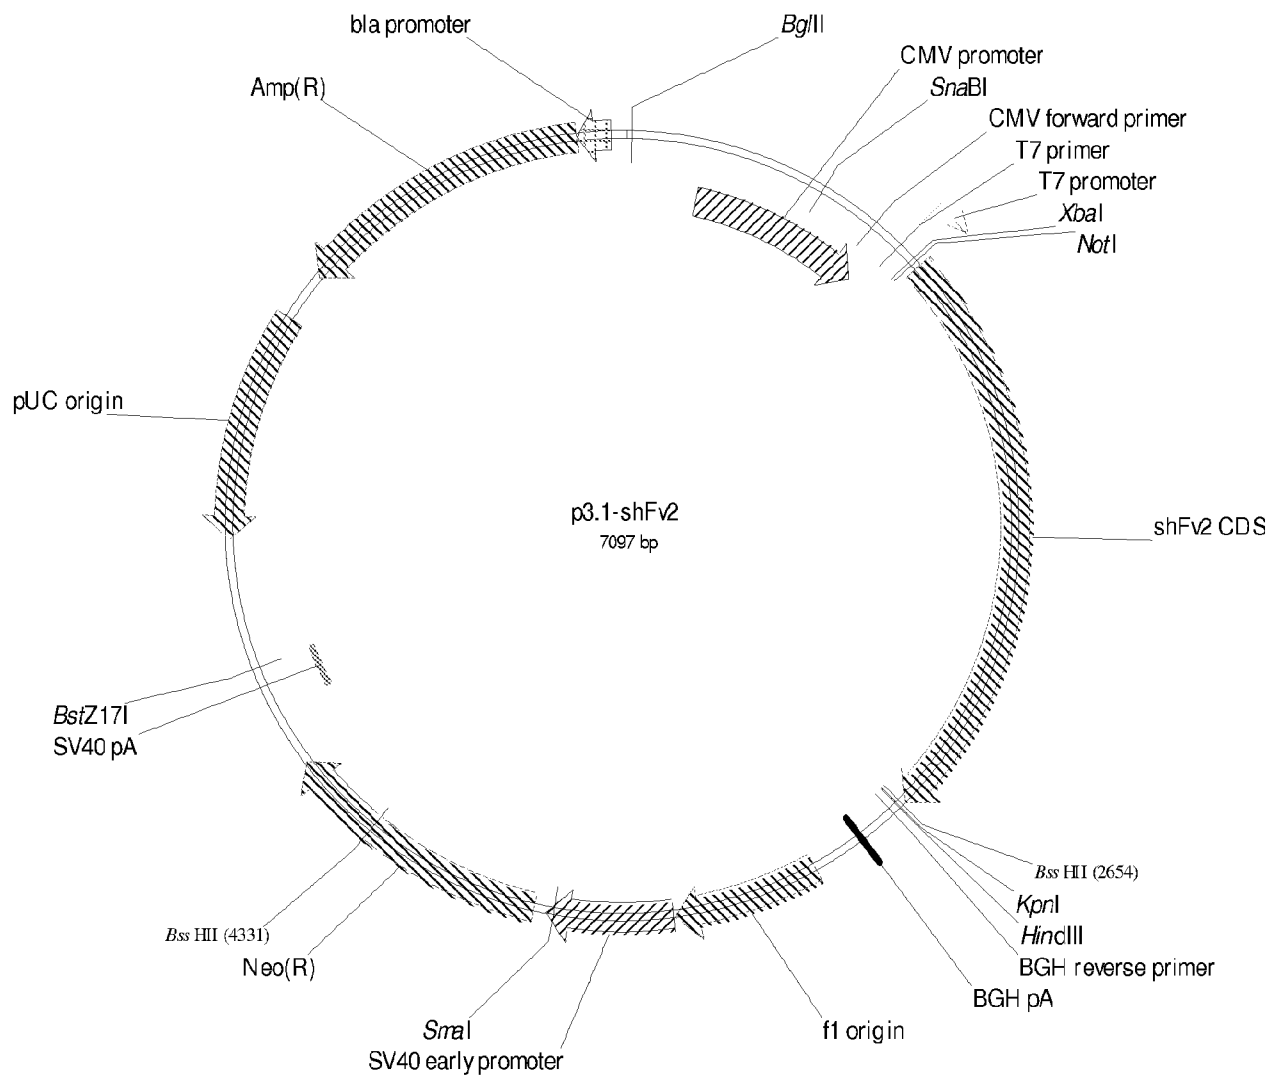 bla promoter
BglII
Amp(R)
CMV promoter
SnaBI
CMV forward primer
T7 primer
T7 promoter
XbaI
NotI
pUC origin
p3.1-shFv2
7097 bp
shFv2 CDS
BstZ17I
SV40 pA
Bss HII (2654)
KpnI
HindIII
BGH reverse primer
BGH pA
Bss HII (4331)
Neo(R)
SmaI
SV40 early promoter
f1 origin